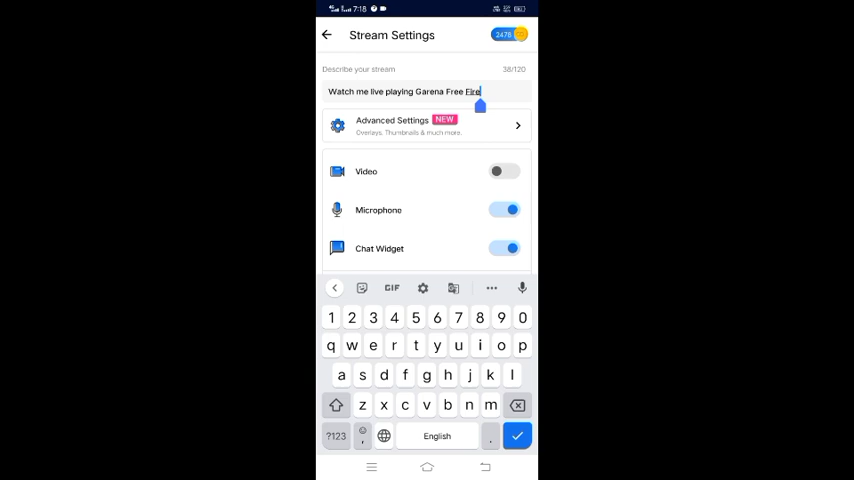 7:18
Stream Settings
2478
Describe your stream
38/120
Watch me live playing Garena Free Fire
Advanced Settings NEW
Overlays, Thumbnails & much more.
Video
Microphone
Chat Widget
GIF
1 2 3 4 5 6 7 8 9 0
q w e r t y u i o p
a s d f g h j k l
z x c v b n m
?123 , English .